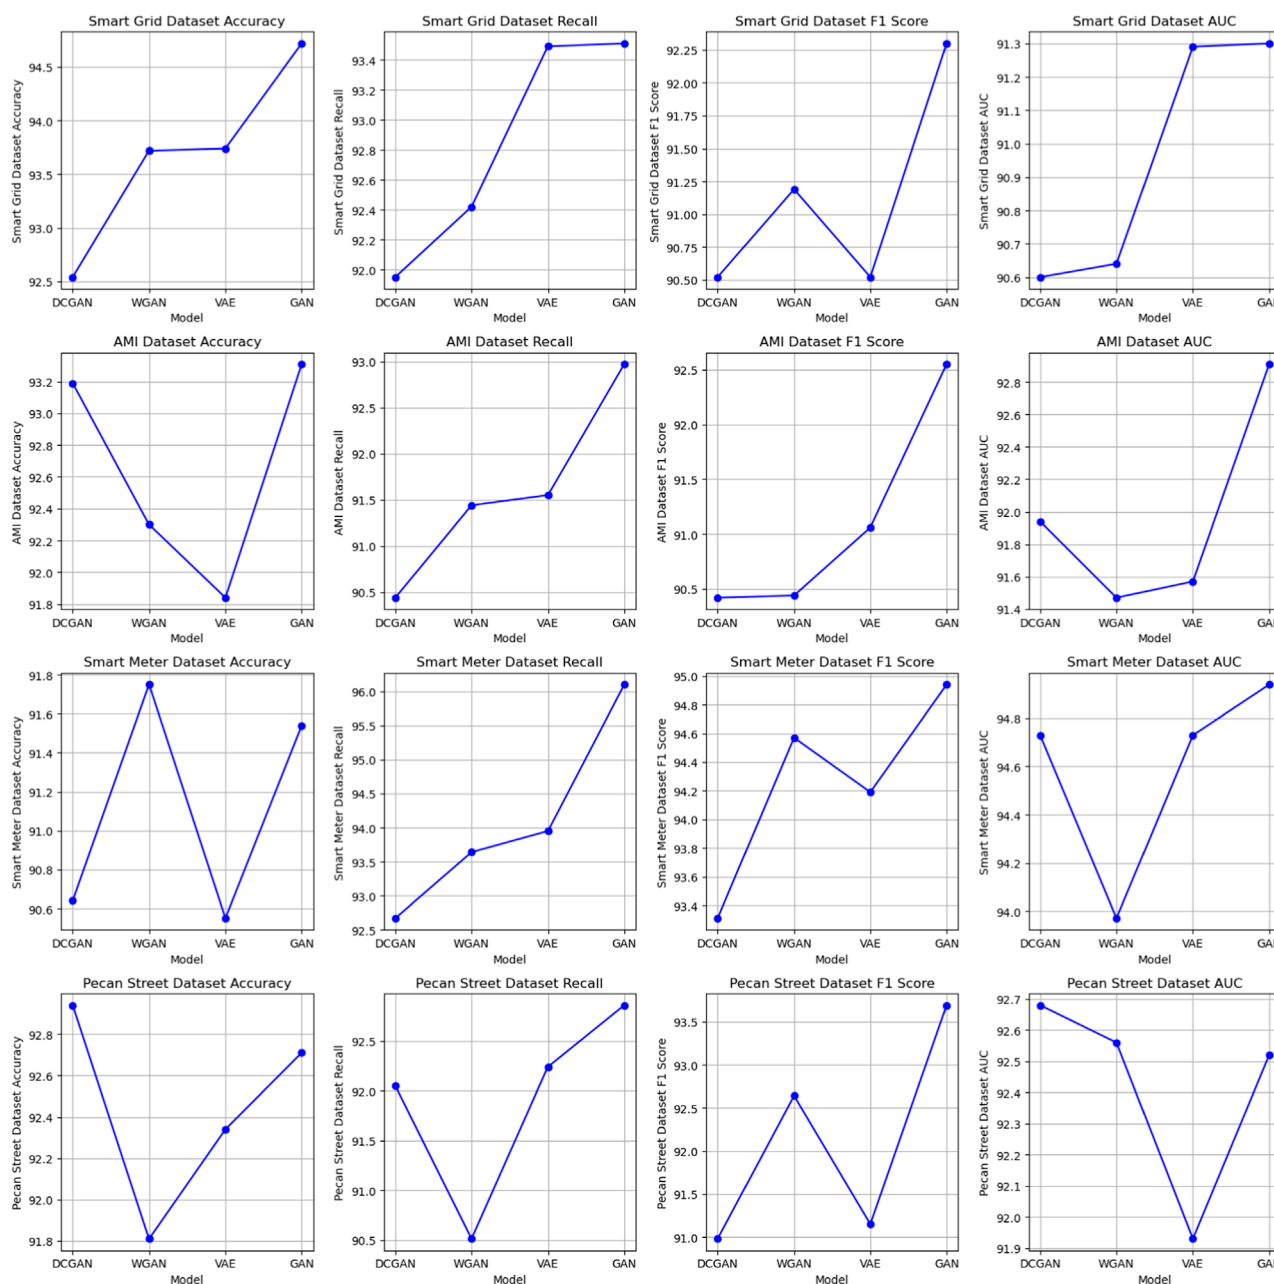 Smart Grid Dataset Accuracy
Smart Grid Dataset Accuracy
94.5
94.0
93.5
93.0
92.5
DCGAN WGAN VAE GAN
Model
Smart Grid Dataset Recall
Smart Grid Dataset Recall
93.4
93.2
93.0
92.8
92.6
92.4
92.2
92.0
DCGAN WGAN VAE GAN
Model
Smart Grid Dataset F1 Score
Smart Grid Dataset F1 Score
92.25
92.00
91.75
91.50
91.25
91.00
90.75
90.50
DCGAN WGAN VAE GAN
Model
Smart Grid Dataset AUC
Smart Grid Dataset AUC
91.3
91.2
91.1
91.0
90.9
90.8
90.7
90.6
DCGAN WGAN VAE GA
Model
AMI Dataset Accuracy
AMI Dataset Accuracy
93.2
93.0
92.8
92.6
92.4
92.2
92.0
91.8
DCGAN WGAN VAE GAN
Model
AMI Dataset Recall
AMI Dataset Recall
93.0
92.5
92.0
91.5
91.0
90.5
DCGAN WGAN VAE GAN
Model
AMI Dataset F1 Score
AMI Dataset F1 Score
92.5
92.0
91.5
91.0
90.5
DCGAN WGAN VAE GAN
Model
AMI Dataset AUC
AMI Dataset AUC
92.8
92.6
92.4
92.2
92.0
91.8
91.6
91.4
DCGAN WGAN VAE GA
Model
Smart Meter Dataset Accuracy
Smart Meter Dataset Accuracy
91.8
91.6
91.4
91.2
91.0
90.8
90.6
DCGAN WGAN VAE GAN
Model
Smart Meter Dataset Recall
Smart Meter Dataset Recall
96.0
95.5
95.0
94.5
94.0
93.5
93.0
92.5
DCGAN WGAN VAE GAN
Model
Smart Meter Dataset F1 Score
Smart Meter Dataset F1 Score
95.0
94.8
94.6
94.4
94.2
94.0
93.8
93.6
93.4
DCGAN WGAN VAE GAN
Model
Smart Meter Dataset AUC
Smart Meter Dataset AUC
94.8
94.6
94.4
94.2
94.0
DCGAN WGAN VAE GA
Model
Pecan Street Dataset Accuracy
Pecan Street Dataset Accuracy
92.8
92.6
92.4
92.2
92.0
91.8
DCGAN WGAN VAE GAN
Model
Pecan Street Dataset Recall
Pecan Street Dataset Recall
92.5
92.0
91.5
91.0
90.5
DCGAN WGAN VAE GAN
Model
Pecan Street Dataset F1 Score
Pecan Street Dataset F1 Score
93.5
93.0
92.5
92.0
91.5
91.0
DCGAN WGAN VAE GAN
Model
Pecan Street Dataset AUC
Pecan Street Dataset AUC
92.7
92.6
92.5
92.4
92.3
92.2
92.1
92.0
91.9
DCGAN WGAN VAE GA
Model